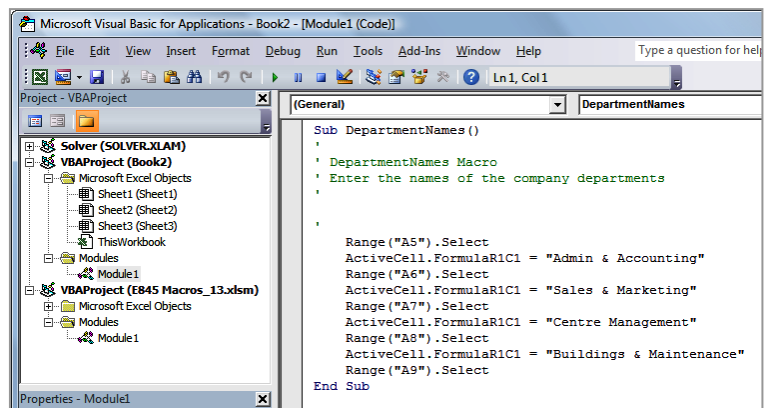 Microsoft Visual Basic for Applications - Book2 - [Module1 (Code)]
File Edit View Insert Format Debug Run Tools Add-Ins Window Help Type a question for help
Ln 1, Col 1
Project - VBAProject
(General) DepartmentNames
Solver (SOLVER.XLAM)
VBAProject (Book2)
Microsoft Excel Objects
Sheet1 (Sheet1)
Sheet2 (Sheet2)
Sheet3 (Sheet3)
ThisWorkbook
Modules
Module1
VBAProject (E845 Macros_13.xlsm)
Microsoft Excel Objects
Modules
Module1
Properties - Module1
Sub DepartmentNames()
'
' DepartmentNames Macro
' Enter the names of the company departments
'
'
Range("A5").Select
ActiveCell.FormulaR1C1 = "Admin & Accounting"
Range("A6").Select
ActiveCell.FormulaR1C1 = "Sales & Marketing"
Range("A7").Select
ActiveCell.FormulaR1C1 = "Centre Management"
Range("A8").Select
ActiveCell.FormulaR1C1 = "Buildings & Maintenance"
Range("A9").Select
End Sub